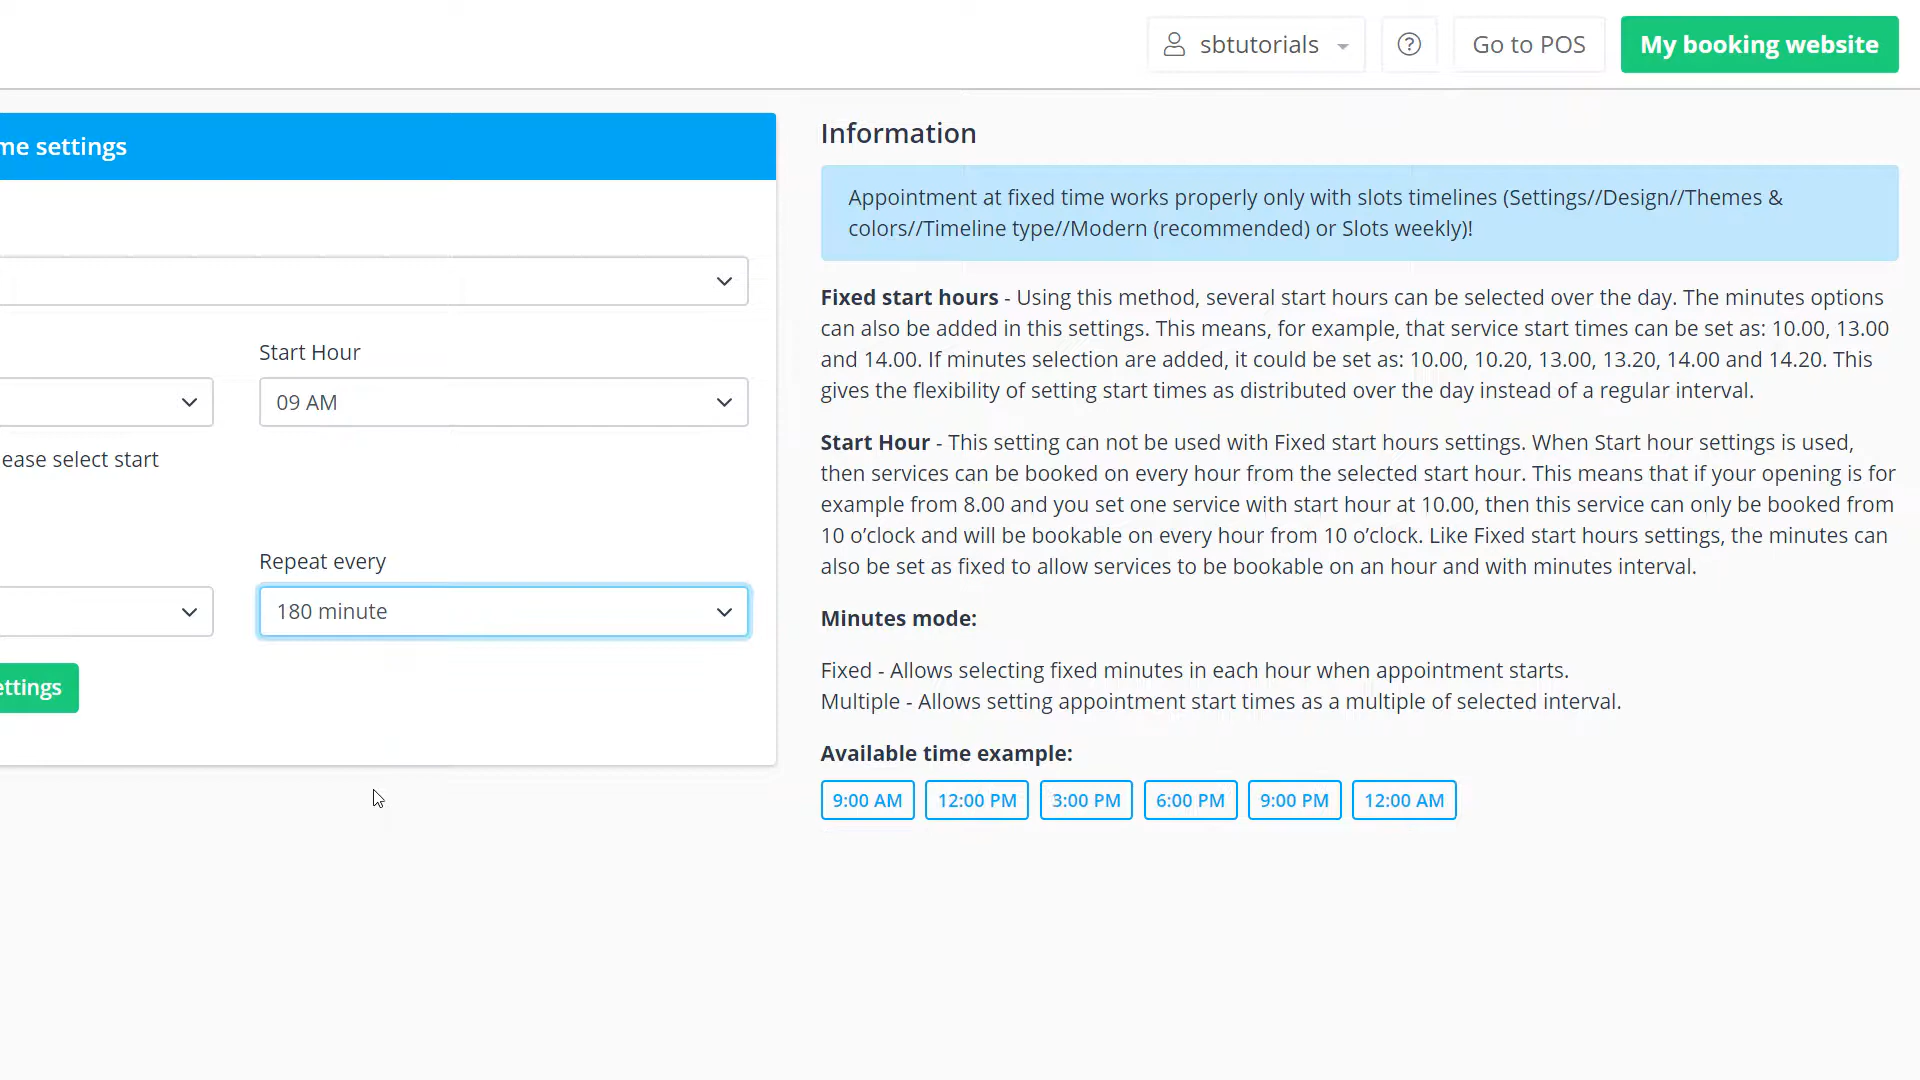 sbtutorials
Go to POS
My booking website
me settings
Start Hour
09 AM
ease select start
Repeat every
180 minute
ettings
Information
Appointment at fixed time works properly only with slots timelines (Settings//Design//Themes &
colors//Timeline type//Modern (recommended) or Slots weekly)!
Fixed start hours - Using this method, several start hours can be selected over the day. The minutes options
can also be added in this settings. This means, for example, that service start times can be set as: 10.00, 13.00
and 14.00. If minutes selection are added, it could be set as: 10.00, 10.20, 13.00, 13.20, 14.00 and 14.20. This
gives the flexibility of setting start times as distributed over the day instead of a regular interval.
Start Hour - This setting can not be used with Fixed start hours settings. When Start hour settings is used,
then services can be booked on every hour from the selected start hour. This means that if your opening is for
example from 8.00 and you set one service with start hour at 10.00, then this service can only be booked from
10 o’clock and will be bookable on every hour from 10 o’clock. Like Fixed start hours settings, the minutes can
also be set as fixed to allow services to be bookable on an hour and with minutes interval.
Minutes mode:
Fixed - Allows selecting fixed minutes in each hour when appointment starts.
Multiple - Allows setting appointment start times as a multiple of selected interval.
Available time example:
9:00 AM 12:00 PM 3:00 PM 6:00 PM 9:00 PM 12:00 AM